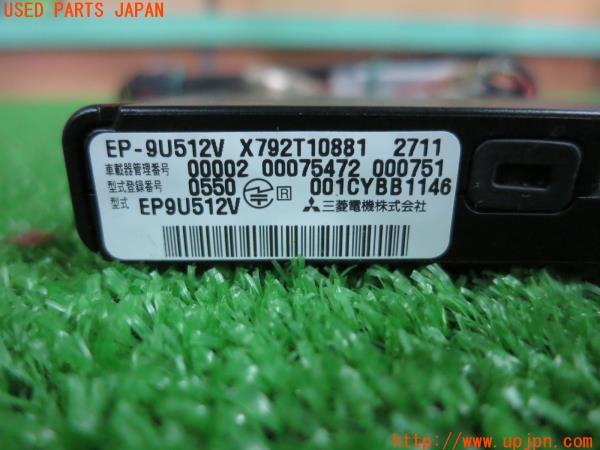 USED PARTS JAPAN
EP-9U512V X792T10881 2711
車載器管理番号 00002 00075472 000751
型式登録番号 0550 R 001CYBB1146
型式 EP9U512V 三菱電機株式会社
http://www.upjpn.com